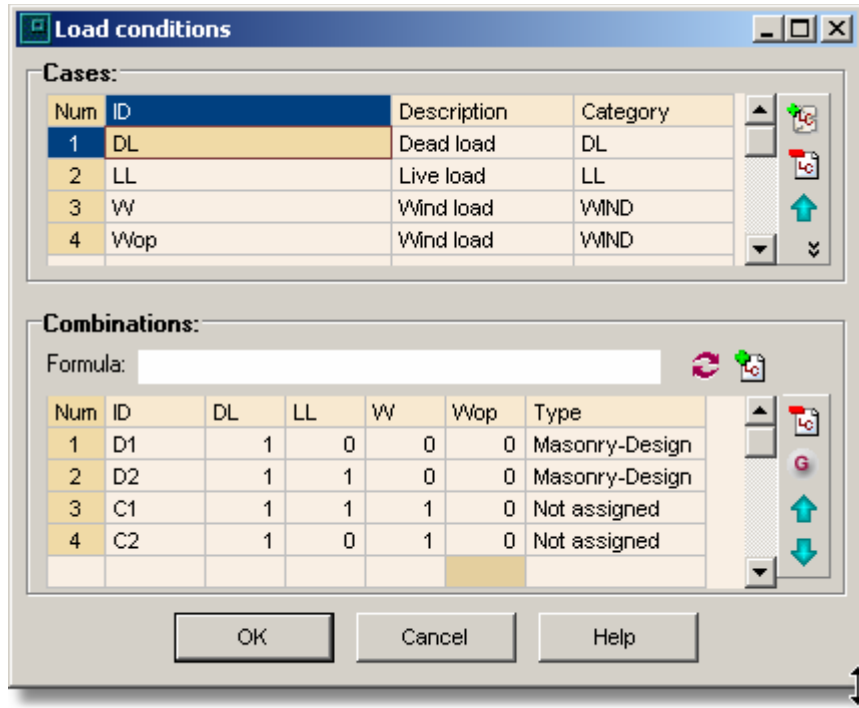 Load conditions
Cases:
Num ID Description Category
1 DL Dead load DL
2 LL Live load LL
3 W Wind load WIND
4 Wop Wind load WIND
Combinations:
Formula:
Num ID DL LL W Wop Type
1 D1 1 0 0 0 Masonry-Design
2 D2 1 1 0 0 Masonry-Design
3 C1 1 1 1 0 Not assigned
4 C2 1 0 1 0 Not assigned
OK Cancel Help